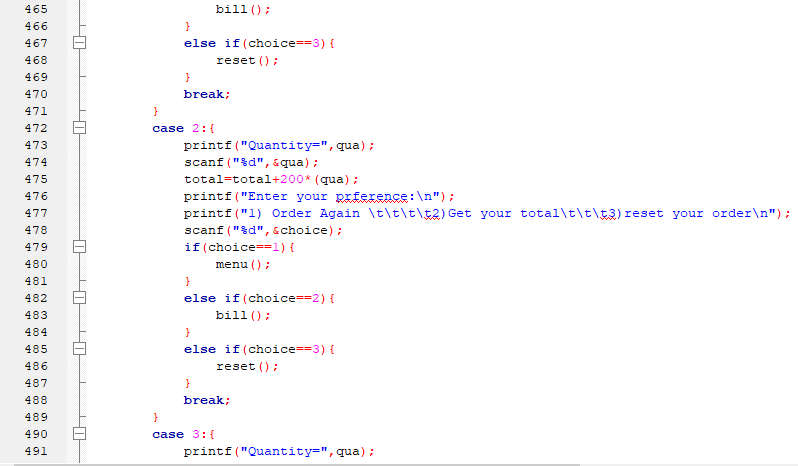 465 bill();
466 }
467 else if(choice==3){
468 reset();
469 }
470 break;
471 }
472 case 2:{
473 printf("Quantity=",qua);
474 scanf("%d",&qua);
475 total=total+200*(qua);
476 printf("Enter your prference:\n");
477 printf("1) Order Again \t\t\t\t2)Get your total\t\t\t3)reset your order\n");
478 scanf("%d",&choice);
479 if(choice==1){
480 menu();
481 }
482 else if(choice==2){
483 bill();
484 }
485 else if(choice==3){
486 reset();
487 }
488 break;
489 }
490 case 3:{
491 printf("Quantity=",qua);